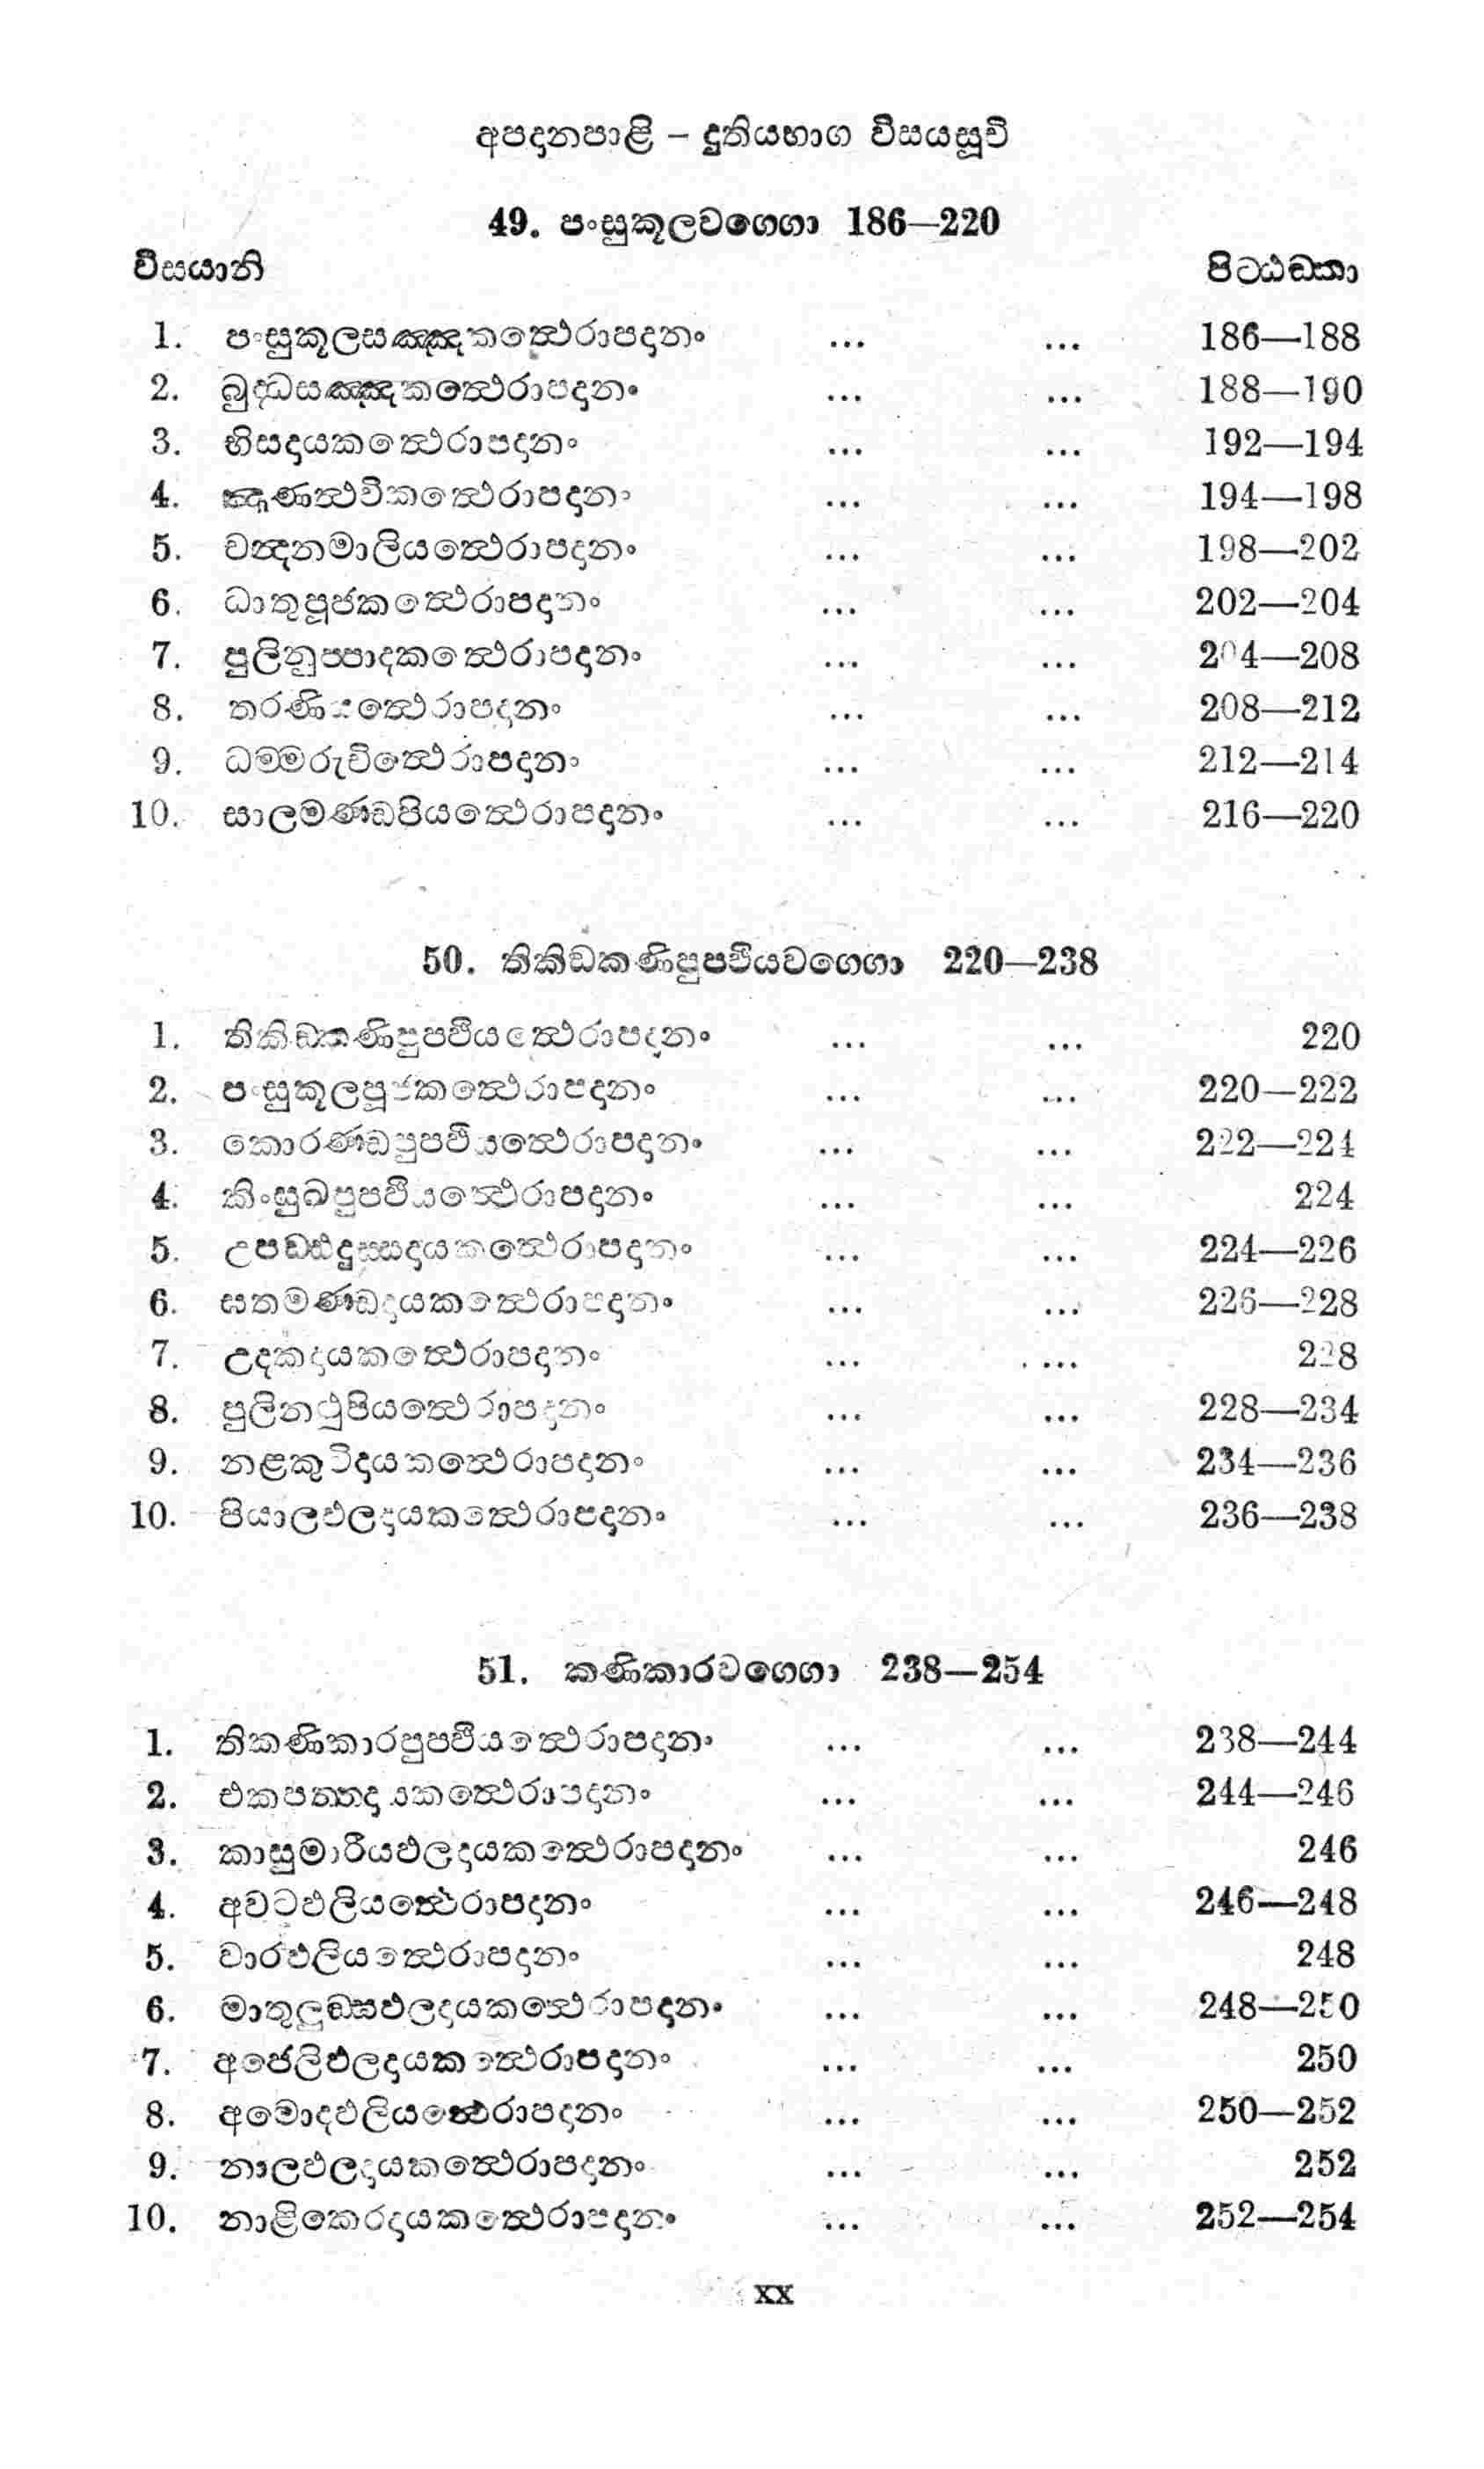 අපදානපාළි – දුතියභාග විසයසූචි
49. පංසුකූලවග්ගො 186—220
විසයානි පිට්ඨඞ්කා
1. පංසුකූලසඤ්ඤකත්ථෙරාපදානං ... ... 186—188
2. බුද්ධසඤ්ඤකත්ථෙරාපදානං ... ... 188—190
3. භිසදායකත්ථෙරාපදානං ... ... 192—194
4. ඤාණත්ථවිකත්ථෙරාපදානං ... ... 194—198
5. චන්දනමාලියත්ථෙරාපදානං ... ... 198—202
6. ධාතුපූජකත්ථෙරාපදානං ... ... 202—204
7. පුලිනුප්පාදකත්ථෙරාපදානං ... ... 204—208
8. තරණියත්ථෙරාපදානං ... ... 208—212
9. ධම්මරුචිත්ථෙරාපදානං ... ... 212—214
10. සාලමණ්ඩපියත්ථෙරාපදානං ... ... 216—220
50. තිකිඞ්කණිපුප්ඵියවග්ගො 220—238
1. තිකිඞ්කණිපුප්ඵියත්ථෙරාපදානං ... ... 220
2. පංසුකූලපූජකත්ථෙරාපදානං ... ... 220—222
3. කොරණ්ඩපුප්ඵියත්ථෙරාපදානං ... ... 222—224
4. කිංසුඛපුප්ඵියත්ථෙරාපදානං ... ... 224
5. උපඩ්ඪදුස්සදායකත්ථෙරාපදානං ... ... 224—226
6. ඝතමණ්ඩදායකත්ථෙරාපදානං ... ... 226—228
7. උදකදායකත්ථෙරාපදානං ... ... 228
8. පුලිනථූපියත්ථෙරාපදානං ... ... 228—234
9. නළකුටිදායකත්ථෙරාපදානං ... ... 234—236
10. පියාලඵලදායකත්ථෙරාපදානං ... ... 236—238
51. කණිකාරවග්ගො 238—254
1. තිකණිකාරපුප්ඵියත්ථෙරාපදානං ... ... 238—244
2. එකපත්තදායකත්ථෙරාපදානං ... ... 244—246
3. කාසුමාරීයඵලදායකත්ථෙරාපදානං ... ... 246
4. අවටඵලියත්ථෙරාපදානං ... ... 246—248
5. වාරඵලියත්ථෙරාපදානං ... ... 248
6. මාතුලුඞ්ගඵලදායකත්ථෙරාපදානං ... ... 248—250
7. අජෙලිඵලදායකත්ථෙරාපදානං ... ... 250
8. අමොදඵලියත්ථෙරාපදානං ... ... 250—252
9. තාලඵලදායකත්ථෙරාපදානං ... ... 252
10. නාළිකෙරදායකත්ථෙරාපදානං ... ... 252—254
xx